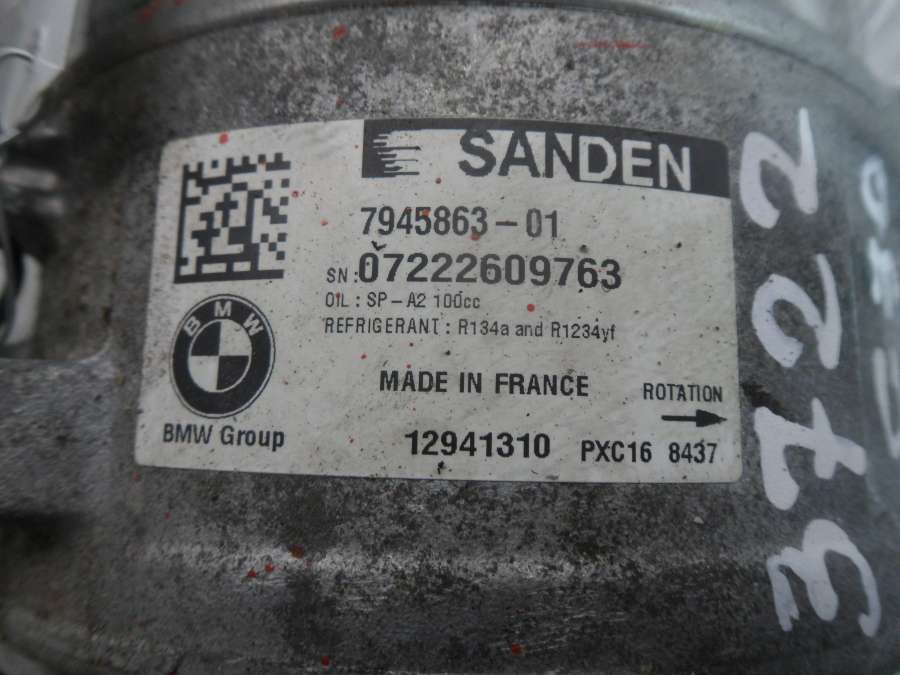 SANDEN
7945863-01
SN:07222609763
OIL : SP-A2 100cc
REFRIGERANT : R134a and R1234yf
BMW
BMW Group
MADE IN FRANCE
ROTATION
12941310 PXC16 8437
3722